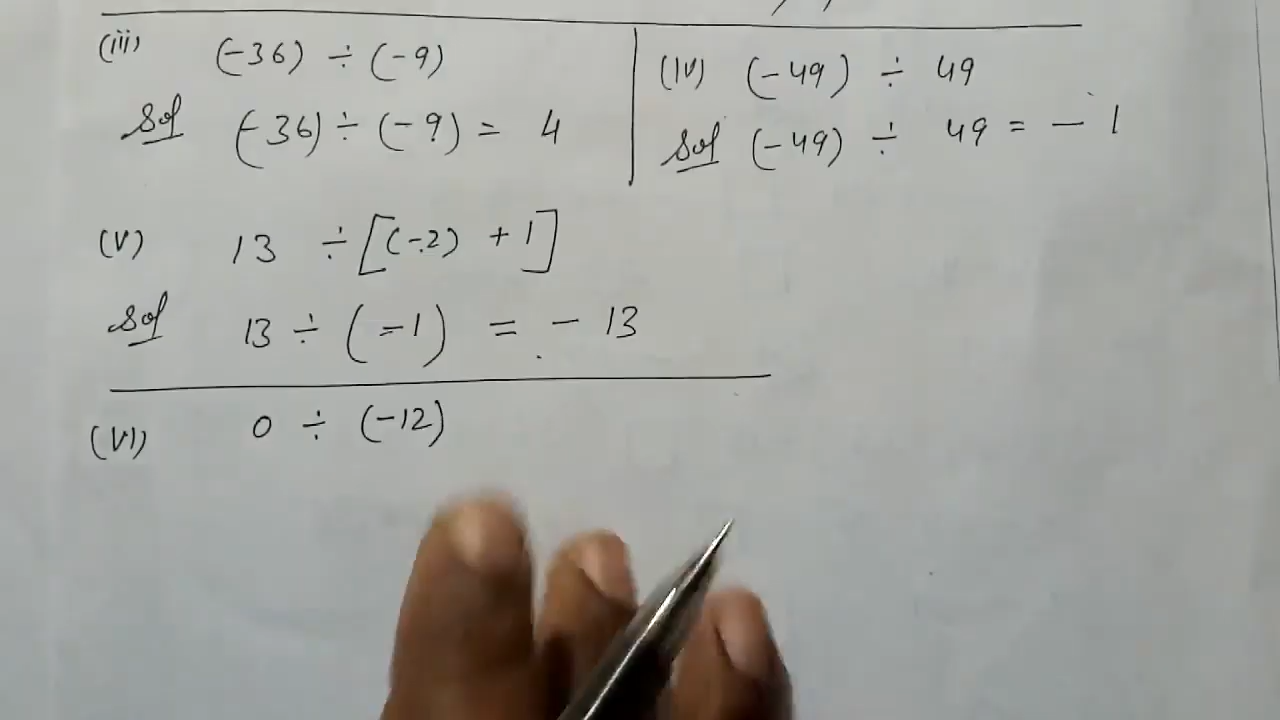 (iii) (-36) ÷ (-9)
Sol (-36) ÷ (-9) = 4
(iv) (-49) ÷ 49
Sol (-49) ÷ 49 = - 1
(v) 13 ÷ [(-2) + 1]
Sol 13 ÷ (-1) = - 13
(vi) 0 ÷ (-12)